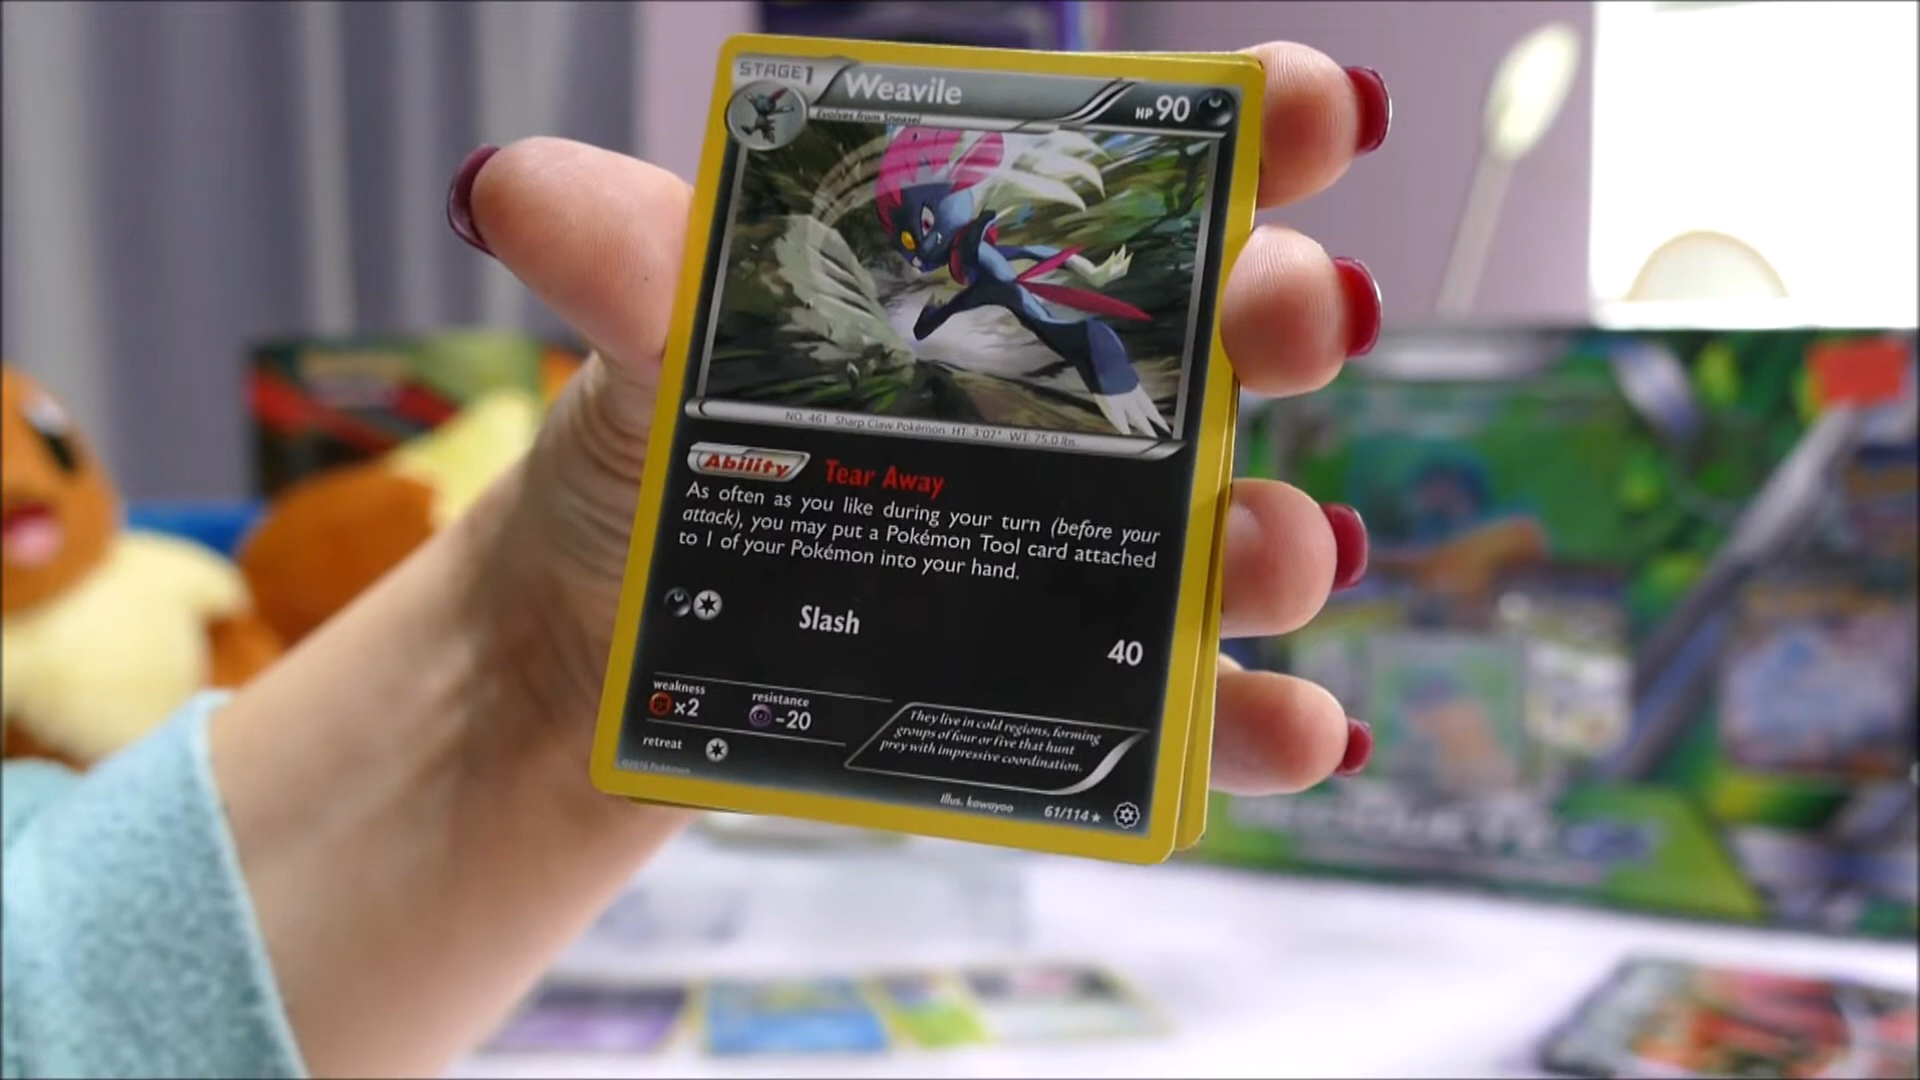 STAGE1
Weavile
HP 90
Evolves from Sneasel
NO. 461 Sharp Claw Pokémon HT: 3'07" WT: 75.0 lbs.
Ability Tear Away
As often as you like during your turn (before your
attack), you may put a Pokémon Tool card attached
to 1 of your Pokémon into your hand.
Slash
40
weakness
×2
resistance
-20
retreat
They live in cold regions, forming
groups of four or five that hunt
prey with impressive coordination.
©2016 Pokémon
Illus. kawayoo
61/114★